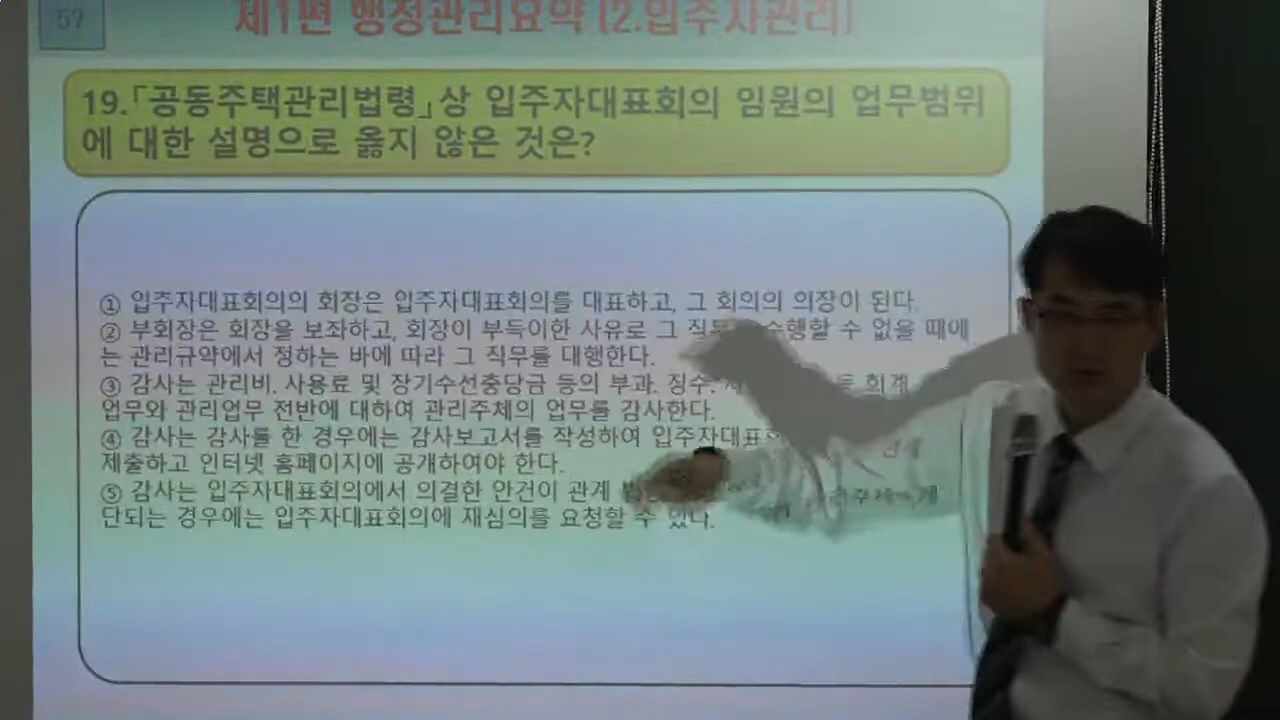 57
제1편 행정관리요약 [2.입주자관리]
19.「공동주택관리법령」상 입주자대표회의 임원의 업무범위
에 대한 설명으로 옳지 않은 것은?
① 입주자대표회의의 회장은 입주자대표회의를 대표하고, 그 회의의 의장이 된다.
② 부회장은 회장을 보좌하고, 회장이 부득이한 사유로 그 수행할 수 없을 때에
는 관리규약에서 정하는 바에 따라 그 직무를 대행한다.
③ 감사는 관리비. 사용료 및 장기수선충당금 등의 부과. 징수. 등 회계
업무와 관리업무 전반에 대하여 관리주체의 업무를 감사한다.
④ 감사는 감사를 한 경우에는 감사보고서를 작성하여
제출하고 인터넷 홈페이지에 공개하여야 한다.
⑤ 감사는 입주자대표회의에서 의결한 안건이 관계
단되는 경우에는 입주자대표회의에 재심의를 요청할 수 있다.